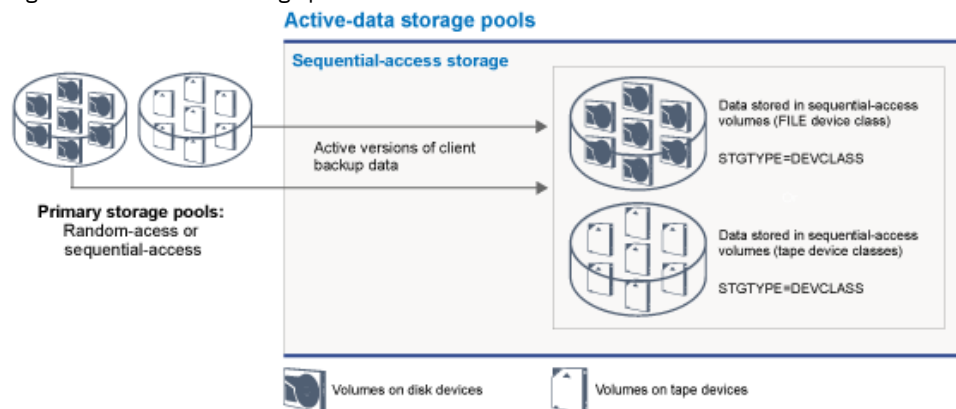 Active-data storage pools
Sequential-access storage
Data stored in sequential-access
volumes (FILE device class)
STGTYPE=DEVCLASS
Active versions of client
backup data
Primary storage pools:
Random-acess or
sequential-access
Data stored in sequential-access
volumes (tape device classes)
STGTYPE=DEVCLASS
Volumes on disk devices
Volumes on tape devices